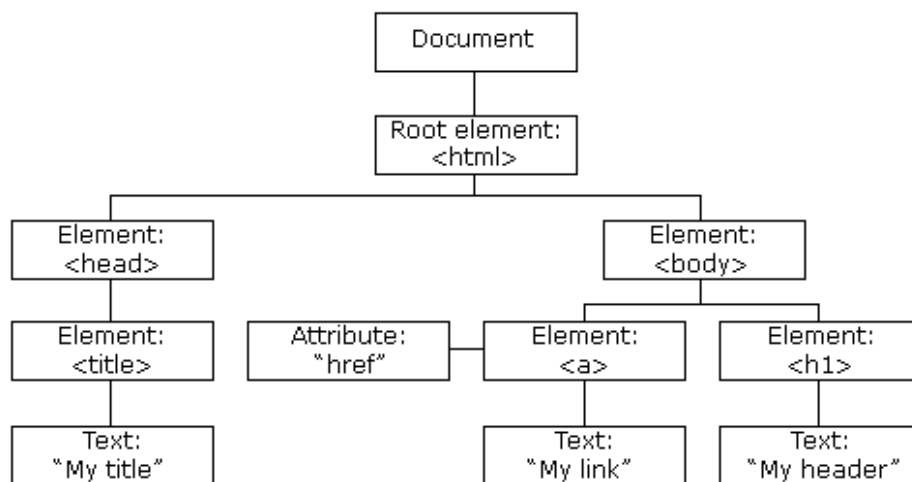 Document
Root element:
<html>
Element:
<head>
Element:
<body>
Element:
<title>
Attribute:
“href”
Element:
<a>
Element:
<h1>
Text:
“My title”
Text:
“My link”
Text:
“My header”